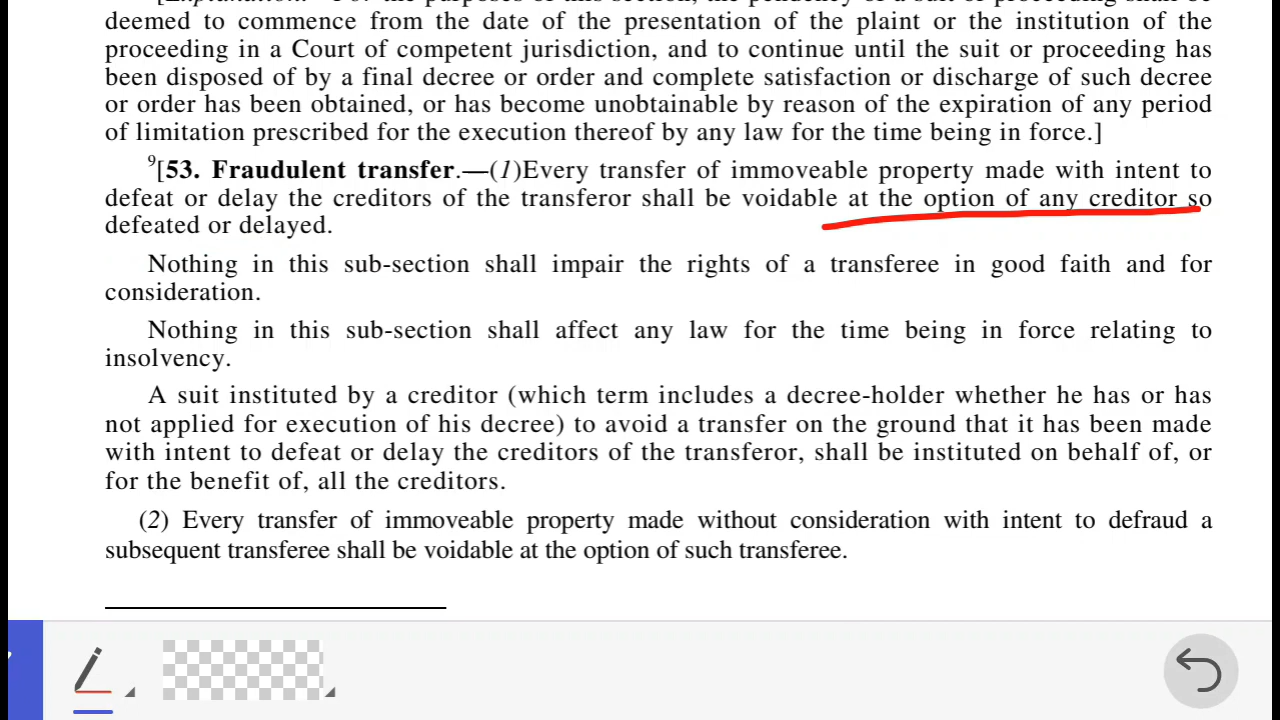 deemed to commence from the date of the presentation of the plaint or the institution of the
proceeding in a Court of competent jurisdiction, and to continue until the suit or proceeding has
been disposed of by a final decree or order and complete satisfaction or discharge of such decree
or order has been obtained, or has become unobtainable by reason of the expiration of any period
of limitation prescribed for the execution thereof by any law for the time being in force.]
9[53. Fraudulent transfer.—(1)Every transfer of immoveable property made with intent to
defeat or delay the creditors of the transferor shall be voidable at the option of any creditor so
defeated or delayed.
Nothing in this sub-section shall impair the rights of a transferee in good faith and for
consideration.
Nothing in this sub-section shall affect any law for the time being in force relating to
insolvency.
A suit instituted by a creditor (which term includes a decree-holder whether he has or has
not applied for execution of his decree) to avoid a transfer on the ground that it has been made
with intent to defeat or delay the creditors of the transferor, shall be instituted on behalf of, or
for the benefit of, all the creditors.
(2) Every transfer of immoveable property made without consideration with intent to defraud a
subsequent transferee shall be voidable at the option of such transferee.